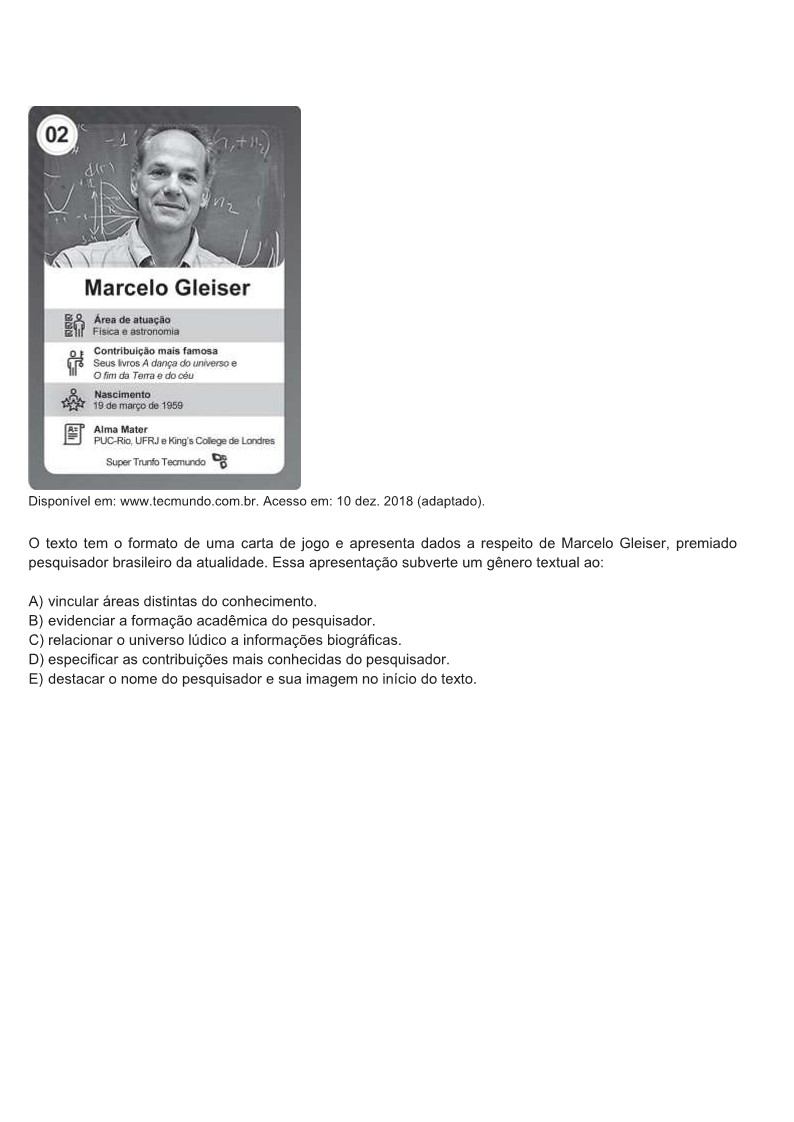 02
-1
d(r)
n2
Marcelo Gleiser
Área de atuação
Física e astronomia
Contribuição mais famosa
Seus livros A dança do universo e
O fim da Terra e do céu
Nascimento
19 de março de 1959
Alma Mater
PUC-Rio, UFRJ e King's College de Londres
Super Trunfo Tecmundo
Disponível em: www.tecmundo.com.br. Acesso em: 10 dez. 2018 (adaptado).
O texto tem o formato de uma carta de jogo e apresenta dados a respeito de Marcelo Gleiser, premiado
pesquisador brasileiro da atualidade. Essa apresentação subverte um gênero textual ao:
A) vincular áreas distintas do conhecimento.
B) evidenciar a formação acadêmica do pesquisador.
C) relacionar o universo lúdico a informações biográficas.
D) especificar as contribuições mais conhecidas do pesquisador.
E) destacar o nome do pesquisador e sua imagem no início do texto.